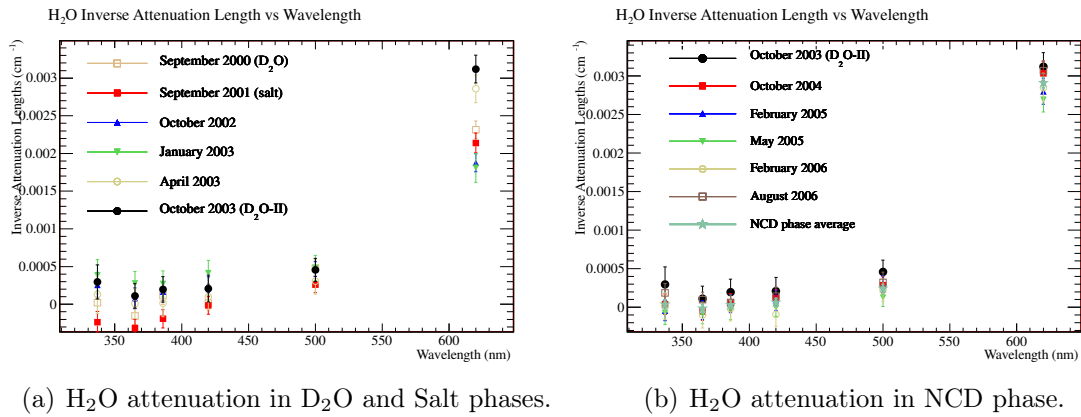 H₂O Inverse Attenuation Length vs Wavelength
Inverse Attenuation Lengths (cm⁻¹)
0.003
0.0025
0.002
0.0015
0.001
0.0005
0
September 2000 (D₂O)
September 2001 (salt)
October 2002
January 2003
April 2003
October 2003 (D₂O-II)
350 400 450 500 550 600
Wavelength (nm)
(a) H₂O attenuation in D₂O and Salt phases.
H₂O Inverse Attenuation Length vs Wavelength
Inverse Attenuation Lengths (cm⁻¹)
0.003
0.0025
0.002
0.0015
0.001
0.0005
0
October 2003 (D₂O-II)
October 2004
February 2005
May 2005
February 2006
August 2006
NCD phase average
350 400 450 500 550 600
Wavelength (nm)
(b) H₂O attenuation in NCD phase.